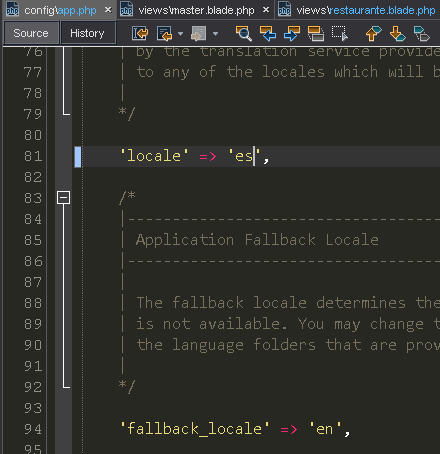 config\app.php × views\master.blade.php × views\restaurante.blade.php
Source History
76 | by the translation service provide
77 | to any of the locales which will b
78 |
79 */
80
81 'locale' => 'es',
82
83 /*
84 |-----------------------------------
85 | Application Fallback Locale
86 |-----------------------------------
87 |
88 | The fallback locale determines the
89 | is not available. You may change t
90 | the language folders that are prov
91 |
92 */
93
94 'fallback_locale' => 'en',
95